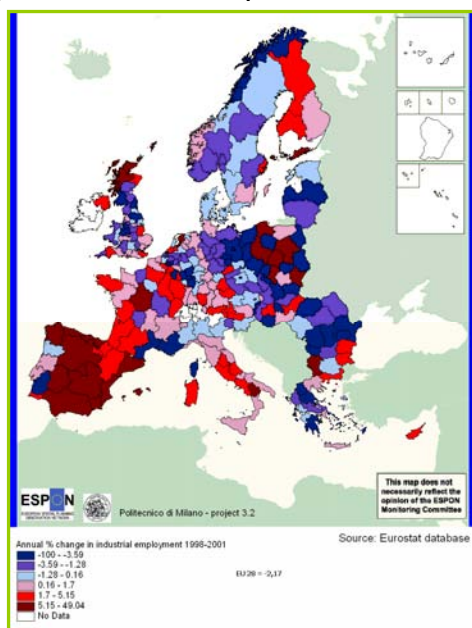 This map does not
necessarily reflect the
opinion of the ESPON
Monitoring Committee
ESPON
Politecnico di Milano - project 3.2
Source: Eurostat database
Annual % change in industrial employment 1998-2001
-100 - -3.59
-3.59 - -1.28
-1.28 - 0.16
0.16 - 1.7
1.7 - 5.15
5.15 - 49.04
No Data
EU28 = -2,17